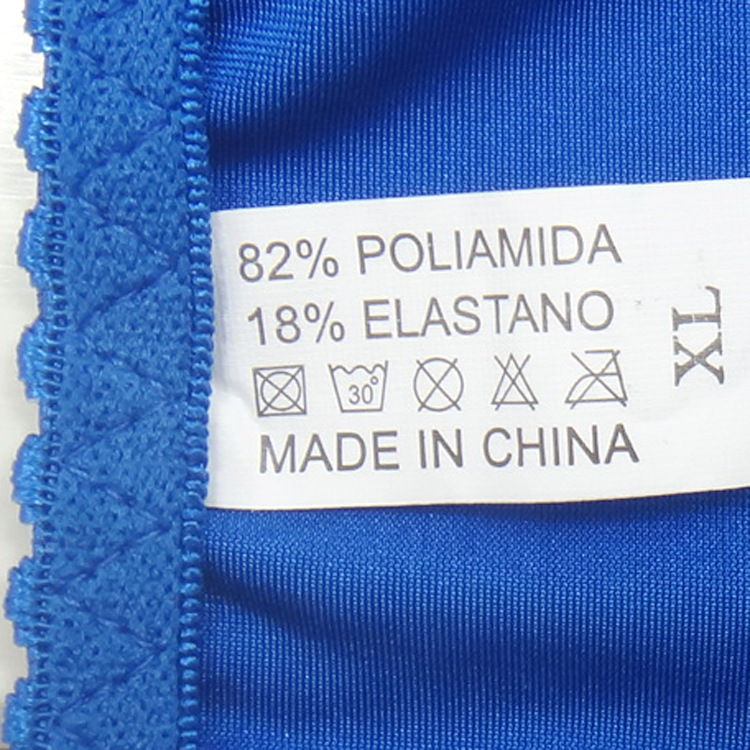 82% POLIAMIDA
18% ELASTANO
30°
MADE IN CHINA
XL